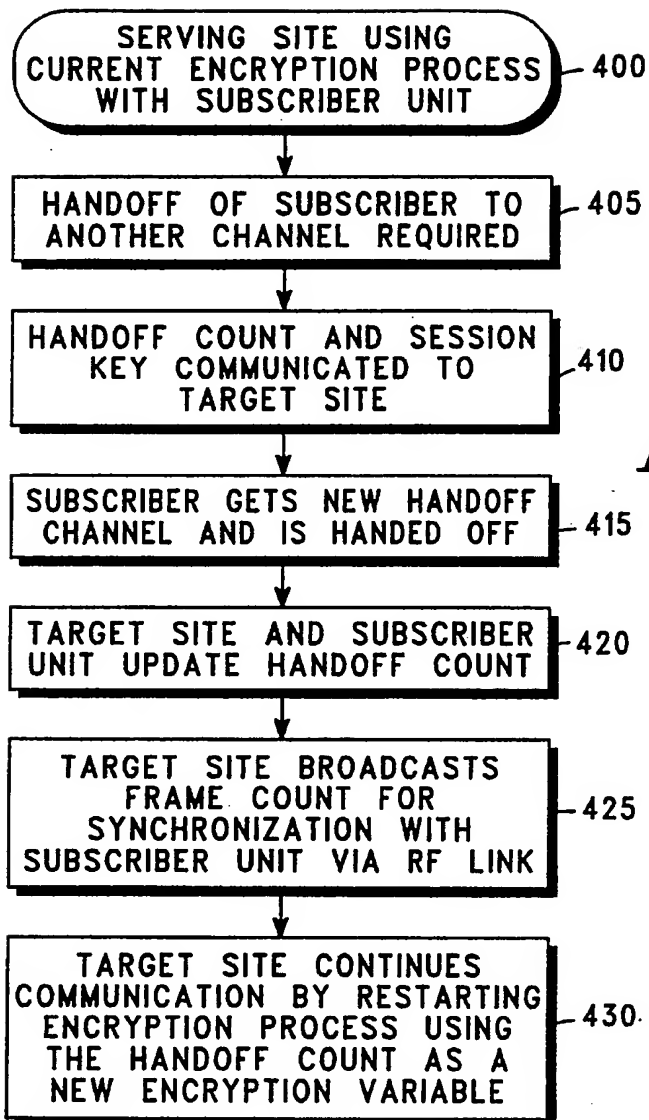 SERVING SITE USING
CURRENT ENCRYPTION PROCESS
WITH SUBSCRIBER UNIT
400
HANDOFF OF SUBSCRIBER TO
ANOTHER CHANNEL REQUIRED
405
HANDOFF COUNT AND SESSION
KEY COMMUNICATED TO
TARGET SITE
410
SUBSCRIBER GETS NEW HANDOFF
CHANNEL AND IS HANDED OFF
415
TARGET SITE AND SUBSCRIBER
UNIT UPDATE HANDOFF COUNT
420
TARGET SITE BROADCASTS
FRAME COUNT FOR
SYNCHRONIZATION WITH
SUBSCRIBER UNIT VIA RF LINK
425
TARGET SITE CONTINUES
COMMUNICATION BY RESTARTING
ENCRYPTION PROCESS USING
THE HANDOFF COUNT AS A
NEW ENCRYPTION VARIABLE
430